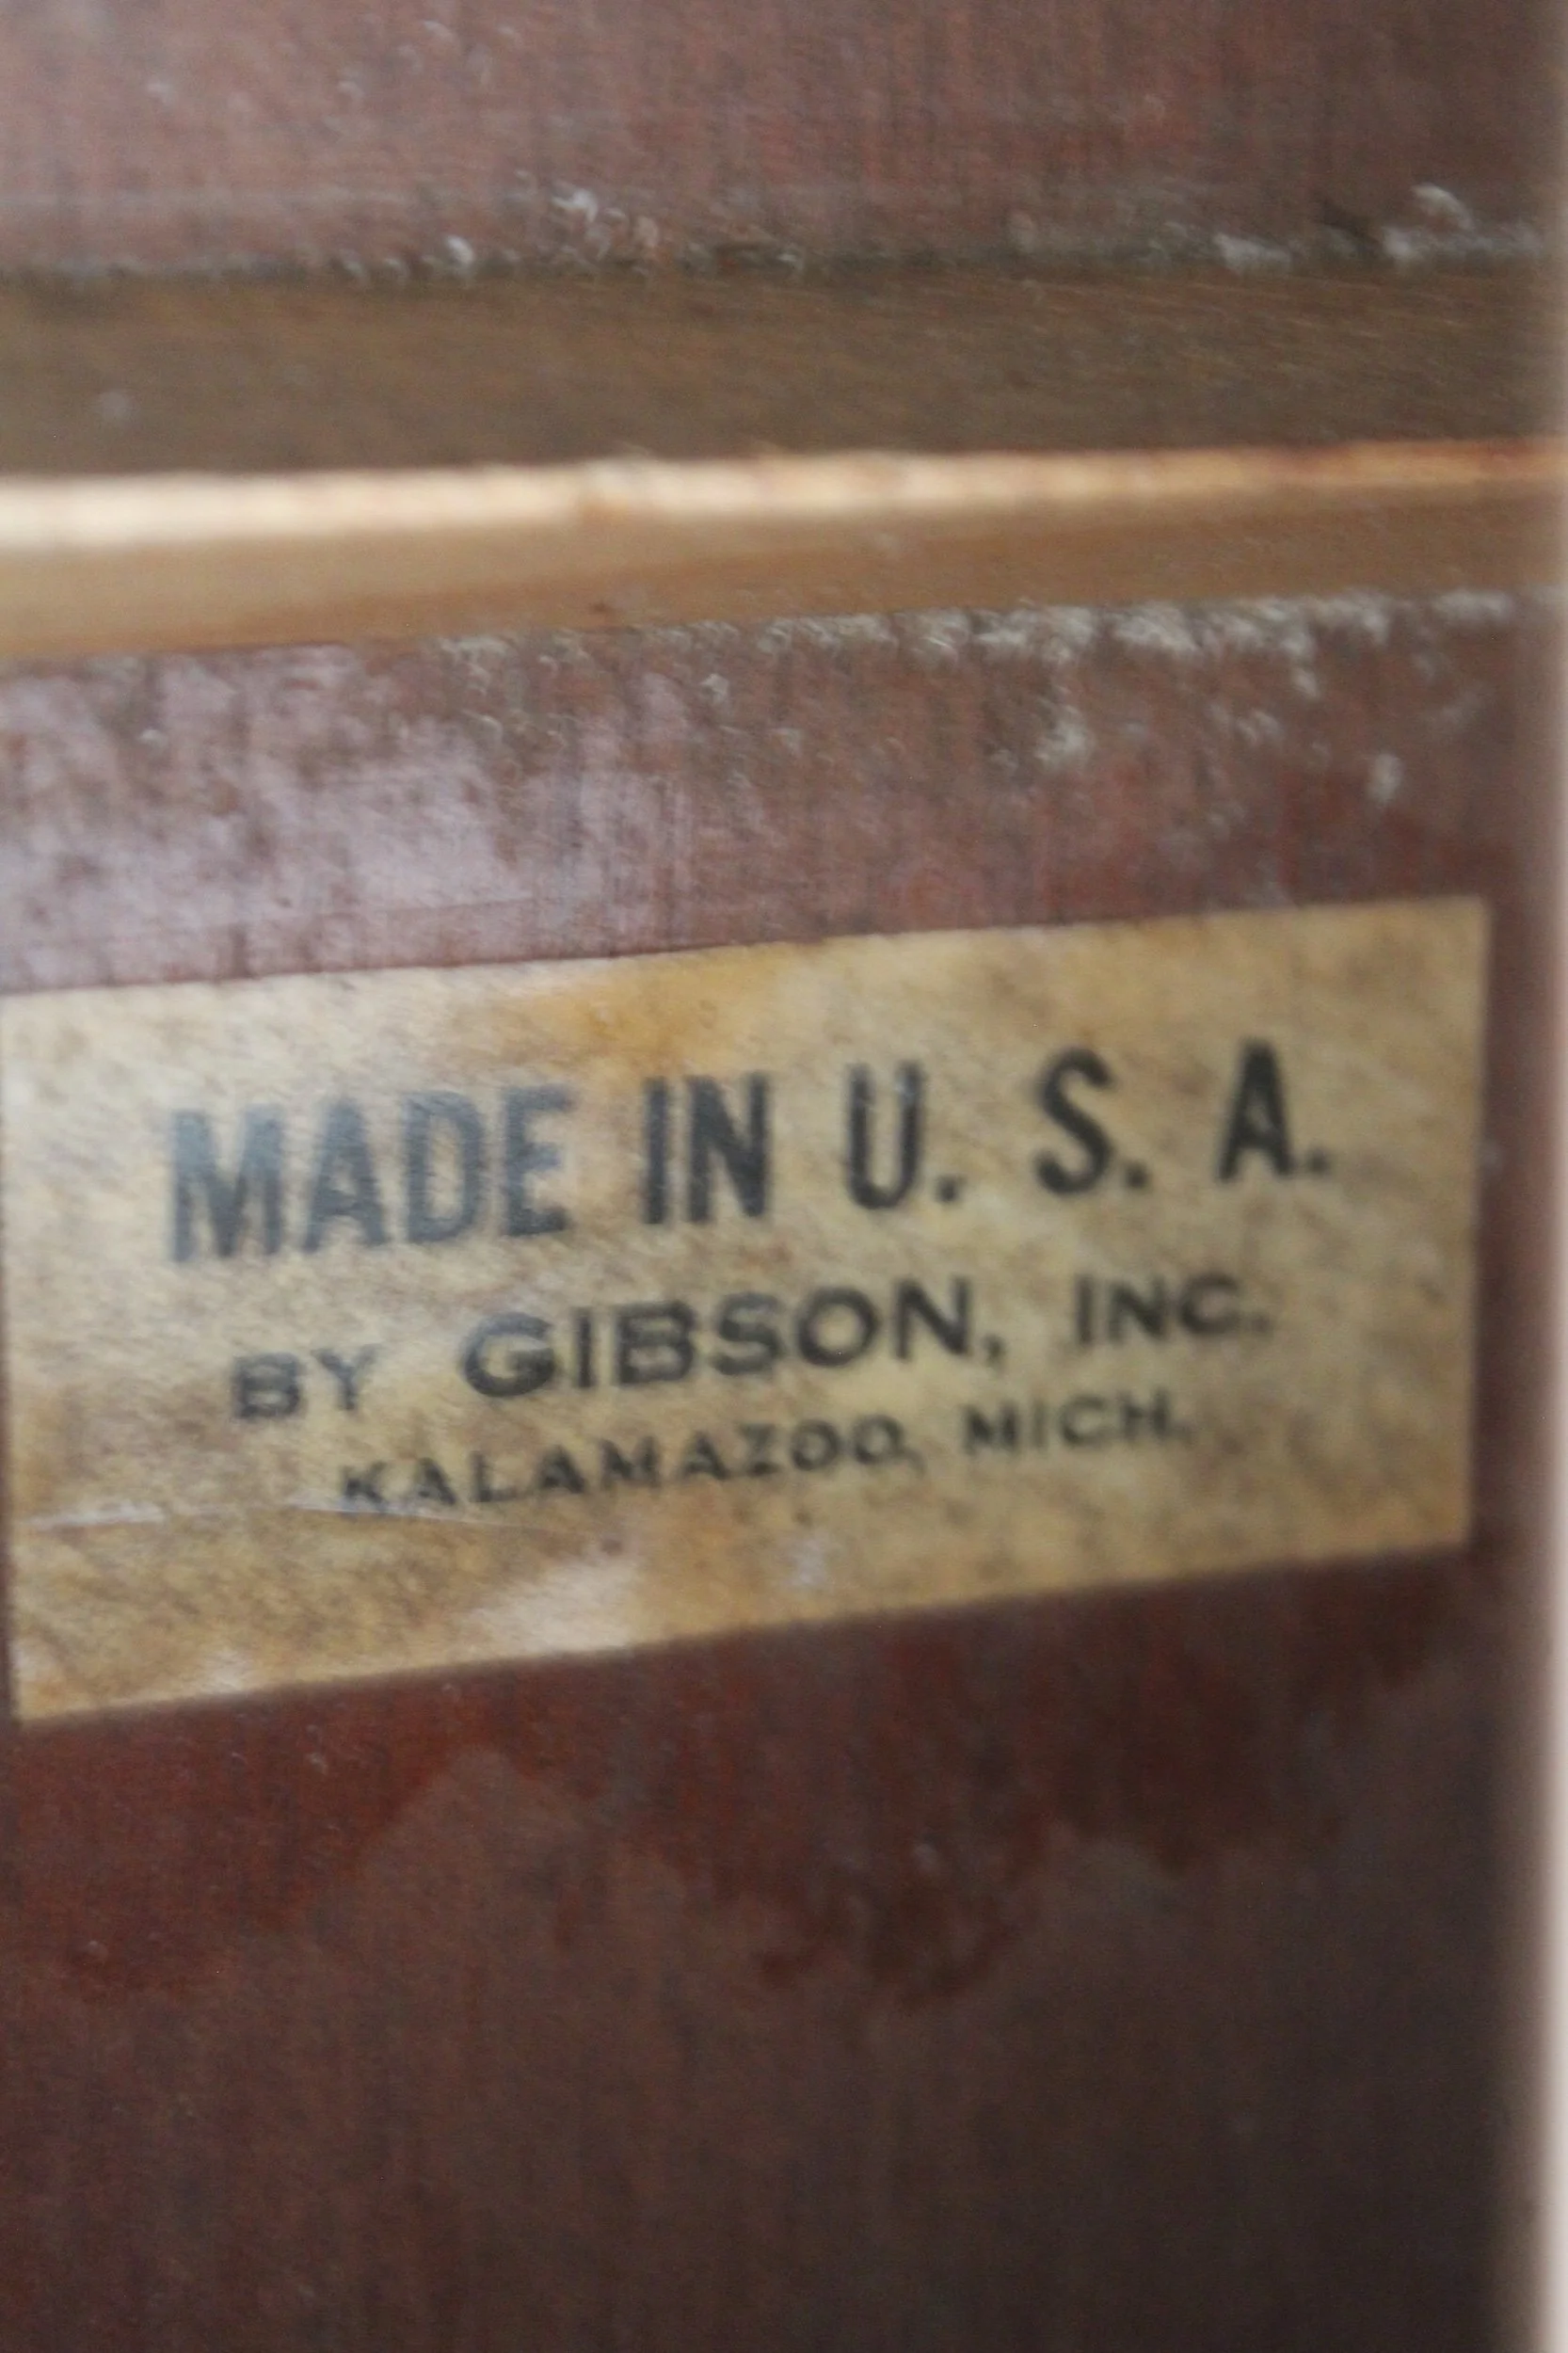 MADE IN U. S. A.
BY GIBSON, INC.
KALAMAZOO, MICH.